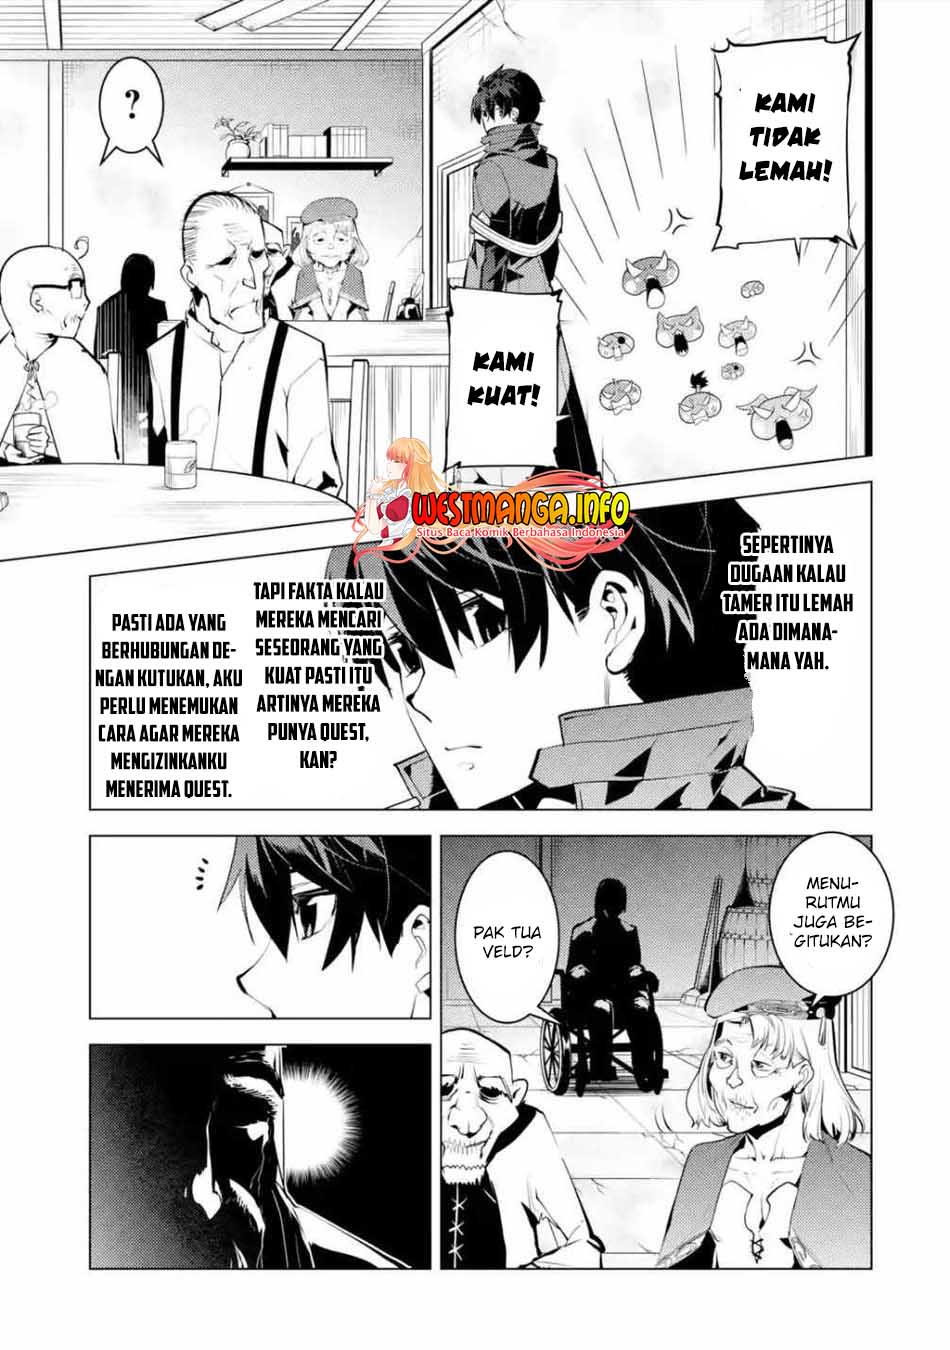 KAMI
TIDAK
LEMAH!
?
KAMI
KUAT!
WESTMANGA.INFO
Situs Baca Komik Berbahasa Indonesia
SEPERTINYA
DUGAAN KALAU
TAMER ITU LEMAH
ADA DIMANA-
MANA YAH.
TAPI FAKTA KALAU
MEREKA MENCARI
SESEORANG YANG
KUAT PASTI ITU
ARTINYA MEREKA
PUNYA QUEST,
KAN?
PASTI ADA YANG
BERHUBUNGAN DE-
NGAN KUTUKAN, AKU
PERLU MENEMUKAN
CARA AGAR MEREKA
MENGIZINKANKU
MENERIMA QUEST.
MENU-
RUTMU
JUGA BE-
GITUKAN?
PAK TUA
VELD?